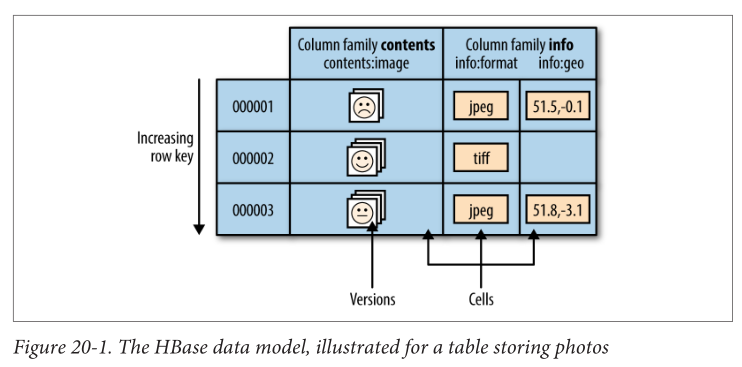 Column family contents
contents:image
Column family info
info:format info:geo
000001
jpeg
51.5,-0.1
Increasing
row key
000002
tiff
000003
jpeg
51.8,-3.1
Versions
Cells
Figure 20-1. The HBase data model, illustrated for a table storing photos